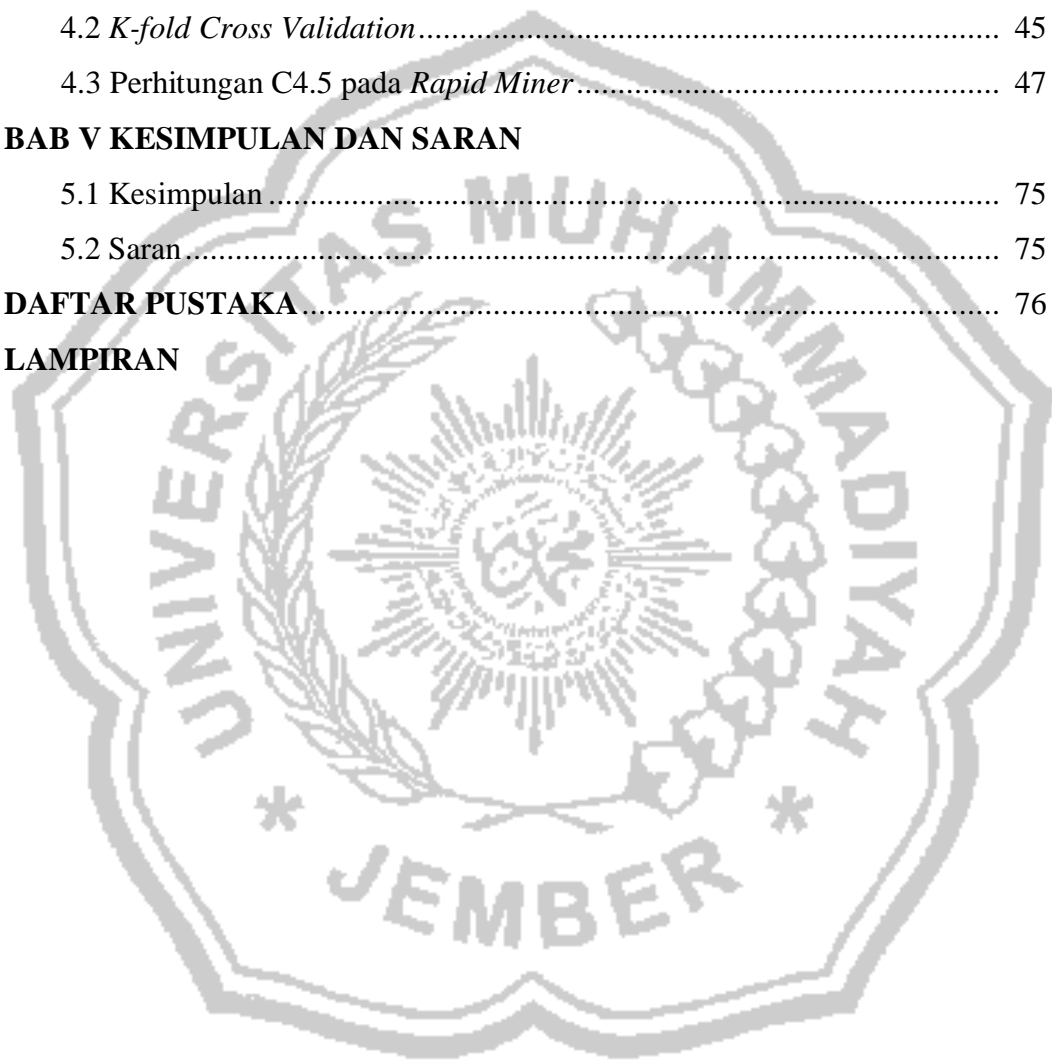 4.2 K-fold Cross Validation........................................................................ 45
4.3 Perhitungan C4.5 pada Rapid Miner.................................................... 47
BAB V KESIMPULAN DAN SARAN
5.1 Kesimpulan........................................................................................... 75
5.2 Saran..................................................................................................... 75
DAFTAR PUSTAKA...................................................................................... 76
LAMPIRAN
UNIVERSITAS MUHAMMADIYAH
* JEMBER *